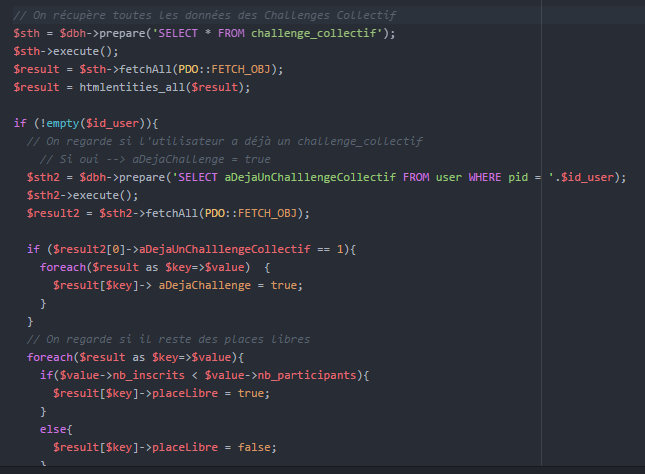 // On récupère toutes les données des Challenges Collectif
$sth = $dbh->prepare('SELECT * FROM challenge_collectif');
$sth->execute();
$result = $sth->fetchAll(PDO::FETCH_OBJ);
$result = htmlentities_all($result);
if (!empty($id_user)){
// On regarde si l'utilisateur a déjà un challenge_collectif
// Si oui --> aDejaChallenge = true
$sth2 = $dbh->prepare('SELECT aDejaUnChalllengeCollectif FROM user WHERE pid = '.$id_user);
$sth2->execute();
$result2 = $sth2->fetchAll(PDO::FETCH_OBJ);
if ($result2[0]->aDejaUnChalllengeCollectif == 1){
foreach($result as $key=>$value)  {
$result[$key]-> aDejaChallenge = true;
}
}
// On regarde si il reste des places libres
foreach($result as $key=>$value){
if($value->nb_inscrits < $value->nb_participants){
$result[$key]->placeLibre = true;
}
else{
$result[$key]->placeLibre = false;
}